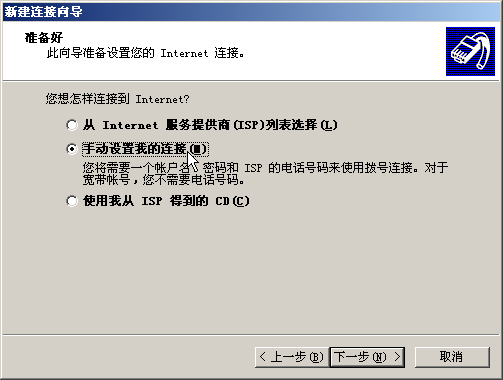 新建连接向导
准备好
此向导准备设置您的 Internet 连接。
您想怎样连接到 Internet?
从 Internet 服务提供商(ISP)列表选择(L)
手动设置我的连接(M)
您将需要一个帐户名，密码和 ISP 的电话号码来使用拨号连接。对于
宽带帐号，您不需要电话号码。
使用我从 ISP 得到的 CD(C)
< 上一步(B) 下一步(N) > 取消